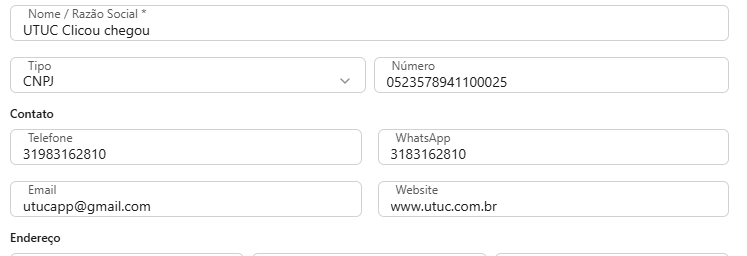 Nome / Razão Social *
UTUC Clicou chegou
Tipo
CNPJ
Número
0523578941100025
Contato
Telefone
31983162810
WhatsApp
3183162810
Email
utucapp@gmail.com
Website
www.utuc.com.br
Endereço